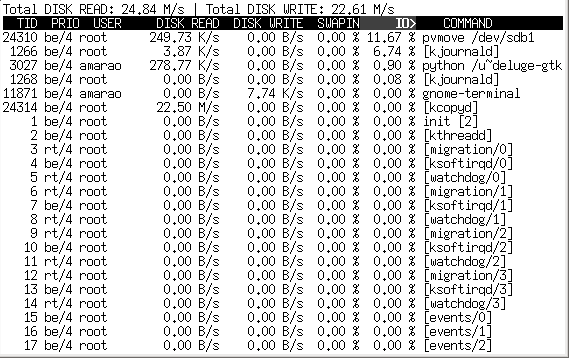 Total DISK READ: 24.84 M/s | Total DISK WRITE: 22.61 M/s
TID PRIO USER DISK READ DISK WRITE SWAPIN IO> COMMAND
24310 be/4 root 249.73 K/s 0.00 B/s 0.00 % 11.67 % pvmove /dev/sdb1
1266 be/4 root 3.87 K/s 0.00 B/s 0.00 % 6.74 % [kjournald]
3027 be/4 amarao 278.77 K/s 0.00 B/s 0.00 % 0.90 % python /u~deluge-gtk
1268 be/4 root 0.00 B/s 0.00 B/s 0.00 % 0.08 % [kjournald]
11871 be/4 amarao 0.00 B/s 7.74 K/s 0.00 % 0.00 % gnome-terminal
24314 be/4 root 22.50 M/s 0.00 B/s 0.00 % 0.00 % [kcopyd]
1 be/4 root 0.00 B/s 0.00 B/s 0.00 % 0.00 % init [2]
2 be/4 root 0.00 B/s 0.00 B/s 0.00 % 0.00 % [kthreadd]
3 rt/4 root 0.00 B/s 0.00 B/s 0.00 % 0.00 % [migration/0]
4 be/4 root 0.00 B/s 0.00 B/s 0.00 % 0.00 % [ksoftirqd/0]
5 rt/4 root 0.00 B/s 0.00 B/s 0.00 % 0.00 % [watchdog/0]
6 rt/4 root 0.00 B/s 0.00 B/s 0.00 % 0.00 % [migration/1]
7 be/4 root 0.00 B/s 0.00 B/s 0.00 % 0.00 % [ksoftirqd/1]
8 rt/4 root 0.00 B/s 0.00 B/s 0.00 % 0.00 % [watchdog/1]
9 rt/4 root 0.00 B/s 0.00 B/s 0.00 % 0.00 % [migration/2]
10 be/4 root 0.00 B/s 0.00 B/s 0.00 % 0.00 % [ksoftirqd/2]
11 rt/4 root 0.00 B/s 0.00 B/s 0.00 % 0.00 % [watchdog/2]
12 rt/4 root 0.00 B/s 0.00 B/s 0.00 % 0.00 % [migration/3]
13 be/4 root 0.00 B/s 0.00 B/s 0.00 % 0.00 % [ksoftirqd/3]
14 rt/4 root 0.00 B/s 0.00 B/s 0.00 % 0.00 % [watchdog/3]
15 be/4 root 0.00 B/s 0.00 B/s 0.00 % 0.00 % [events/0]
16 be/4 root 0.00 B/s 0.00 B/s 0.00 % 0.00 % [events/1]
17 be/4 root 0.00 B/s 0.00 B/s 0.00 % 0.00 % [events/2]